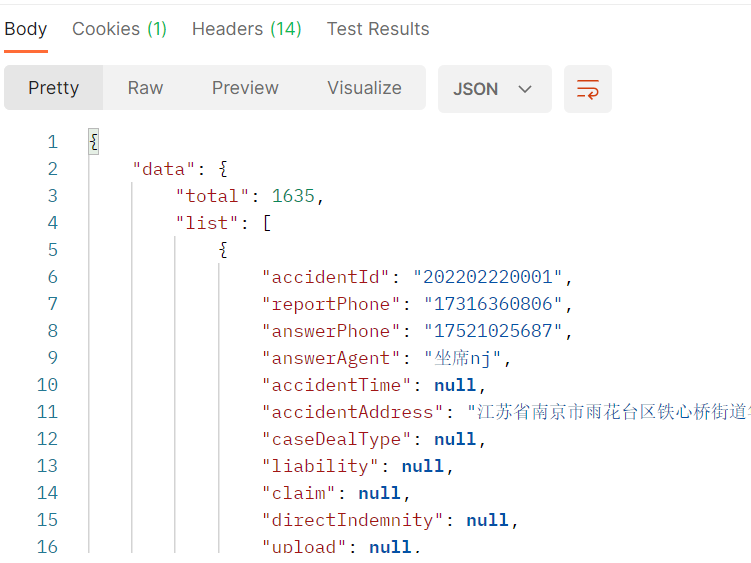 Body Cookies (1) Headers (14) Test Results
Pretty Raw Preview Visualize JSON
1 {
2 "data": {
3 "total": 1635,
4 "list": [
5 {
6 "accidentId": "202202220001",
7 "reportPhone": "17316360806",
8 "answerPhone": "17521025687",
9 "answerAgent": "坐席nj",
10 "accidentTime": null,
11 "accidentAddress": "江苏省南京市雨花台区铁心桥街道
12 "caseDealType": null,
13 "liability": null,
14 "claim": null,
15 "directIndemnity": null,
16 "upload": null,